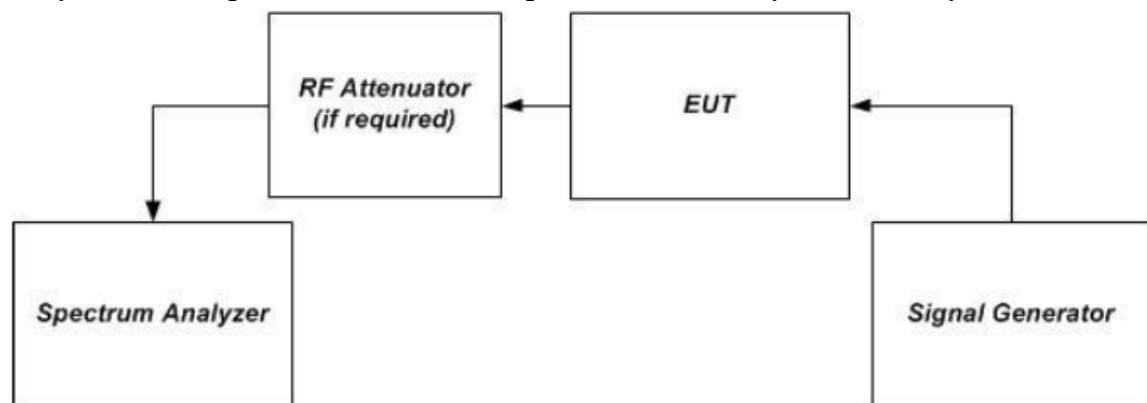 RF Attenuator
(if required)
EUT
Spectrum Analyzer
Signal Generator